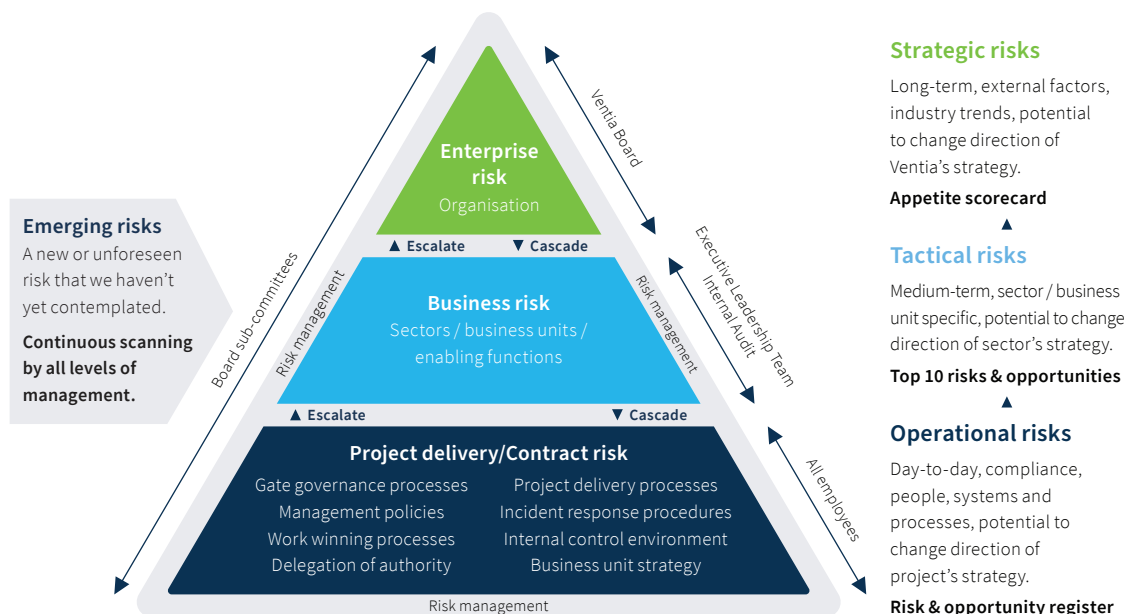 Emerging risks
A new or unforeseen
risk that we haven't
yet contemplated.
Continuous scanning
by all levels of
management.
Board sub-committees
Risk management
Enterprise
risk
Organisation
▲ Escalate
▼ Cascade
Business risk
Sectors / business units /
enabling functions
▲ Escalate
▼ Cascade
Project delivery/Contract risk
Gate governance processes
Management policies
Work winning processes
Delegation of authority
Project delivery processes
Incident response procedures
Internal control environment
Business unit strategy
Risk management
Risk management
Ventia Board
Executive Leadership Team
Internal Audit
All employees
Strategic risks
Long-term, external factors,
industry trends, potential
to change direction of
Ventia's strategy.
Appetite scorecard
Tactical risks
Medium-term, sector / business
unit specific, potential to change
direction of sector's strategy.
Top 10 risks & opportunities
Operational risks
Day-to-day, compliance,
people, systems and
processes, potential to
change direction of
project's strategy.
Risk & opportunity register